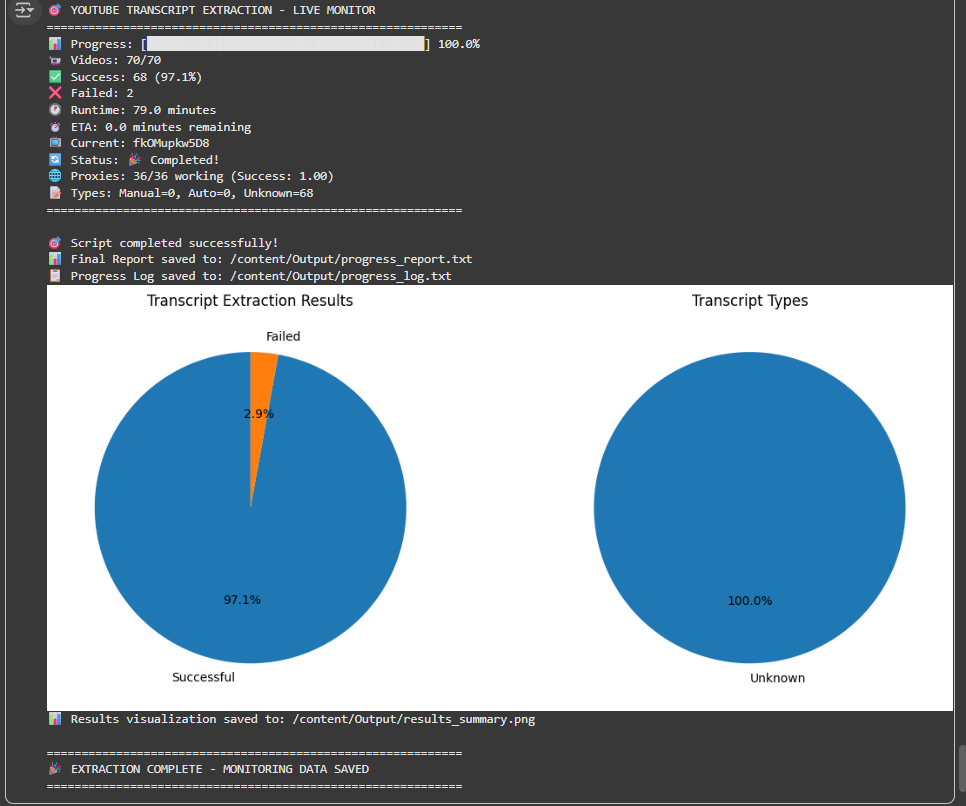 🎯 YOUTUBE TRANSCRIPT EXTRACTION - LIVE MONITOR
============================================================
📊 Progress: [████████████████████████████████████████] 100.0%
📹 Videos: 70/70
✅ Success: 68 (97.1%)
❌ Failed: 2
🕐 Runtime: 79.0 minutes
⏱ ETA: 0.0 minutes remaining
📺 Current: fkOMupkw5D8
🔄 Status: 🎉 Completed!
🌐 Proxies: 36/36 working (Success: 1.00)
📝 Types: Manual=0, Auto=0, Unknown=68
============================================================
🎯 Script completed successfully!
📊 Final Report saved to: /content/Output/progress_report.txt
📋 Progress Log saved to: /content/Output/progress_log.txt
Transcript Extraction Results
Failed
2.9%
97.1%
Successful
Transcript Types
100.0%
Unknown
📊 Results visualization saved to: /content/Output/results_summary.png
============================================================
🎉 EXTRACTION COMPLETE - MONITORING DATA SAVED
============================================================